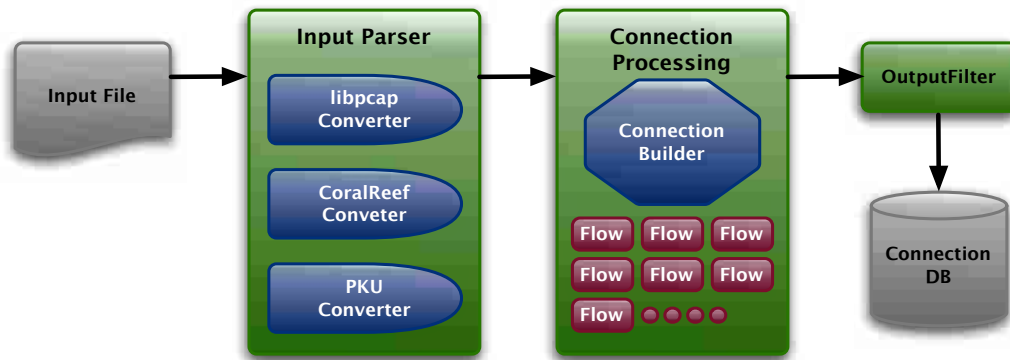 Input File
Input Parser
libpcap
Converter
CoralReef
Conveter
PKU
Converter
Connection
Processing
Connection
Builder
Flow Flow Flow
Flow Flow Flow
Flow
OutputFilter
Connection
DB